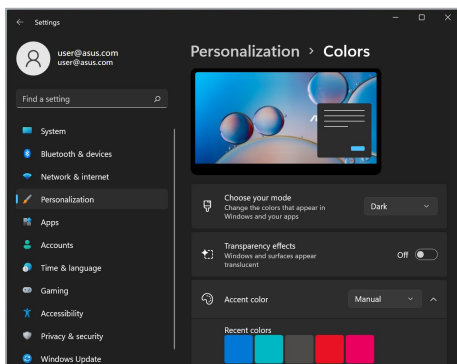 Settings
user@asus.com
user@asus.com
Find a setting
System
Bluetooth & devices
Network & internet
Personalization
Apps
Accounts
Time & language
Gaming
Accessibility
Privacy & security
Windows Update
Personalization > Colors
Choose your mode
Change the colors that appear in
Windows and your apps
Dark
Transparency effects
Windows and surfaces appear
translucent
Off
Accent color
Manual
Recent colors